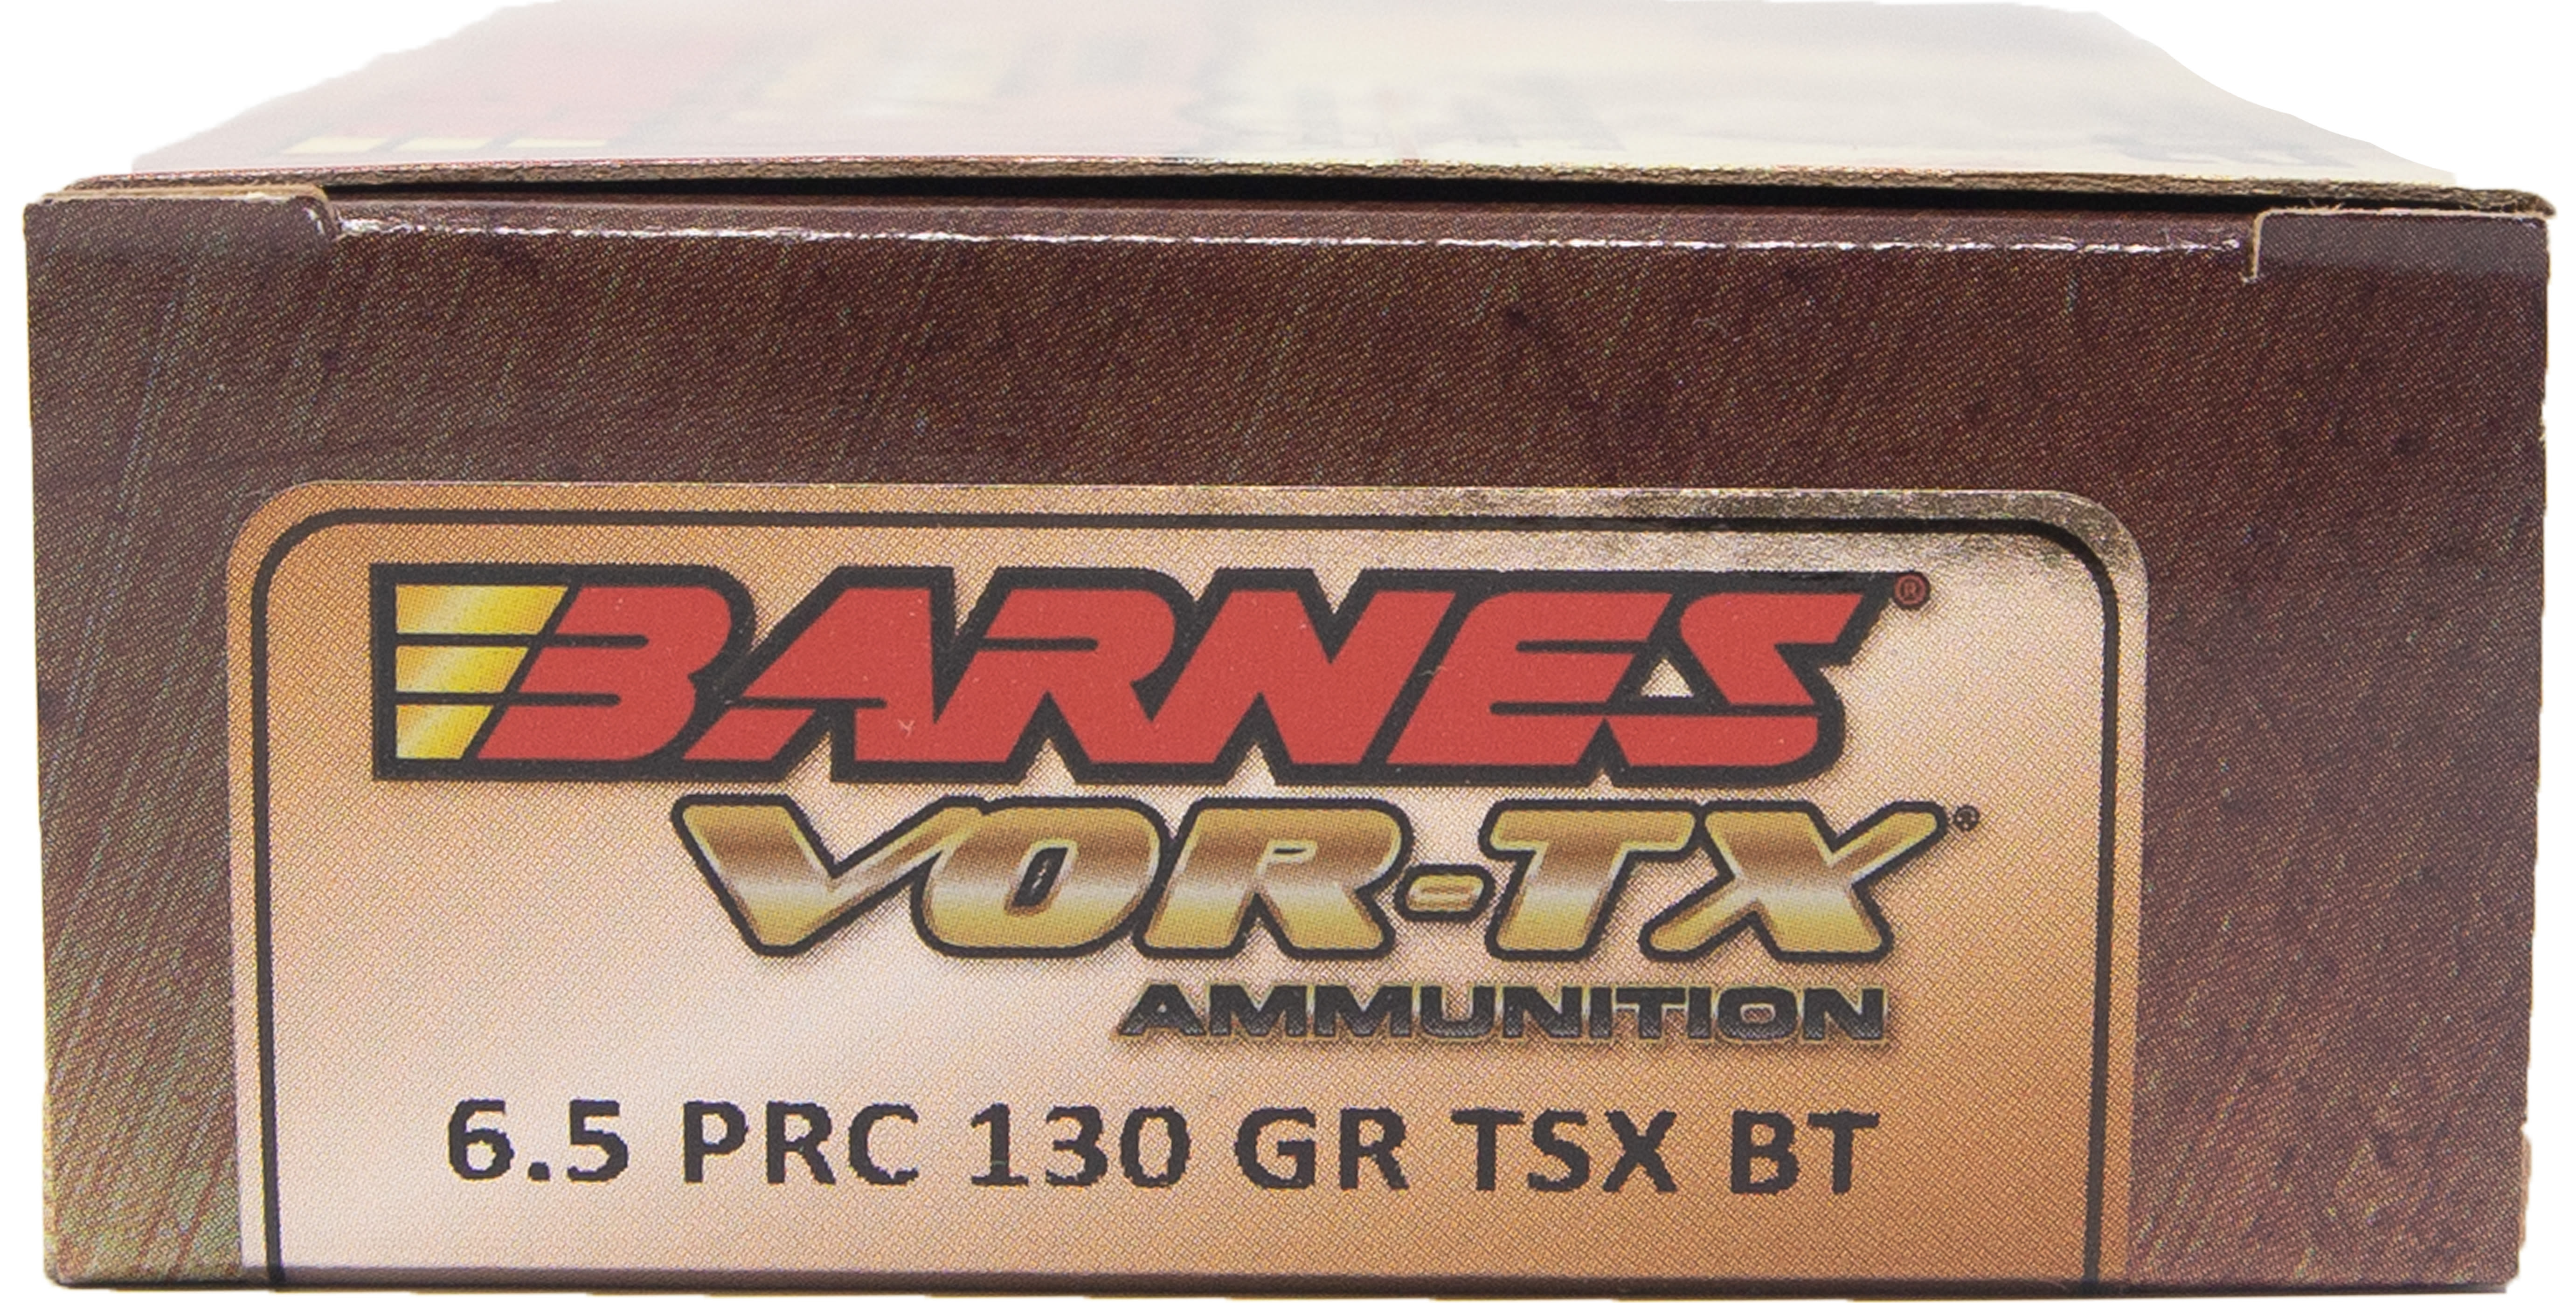 BARNES®
VOR-TX®
AMMUNITION
6.5 PRC 130 GR TSX BT